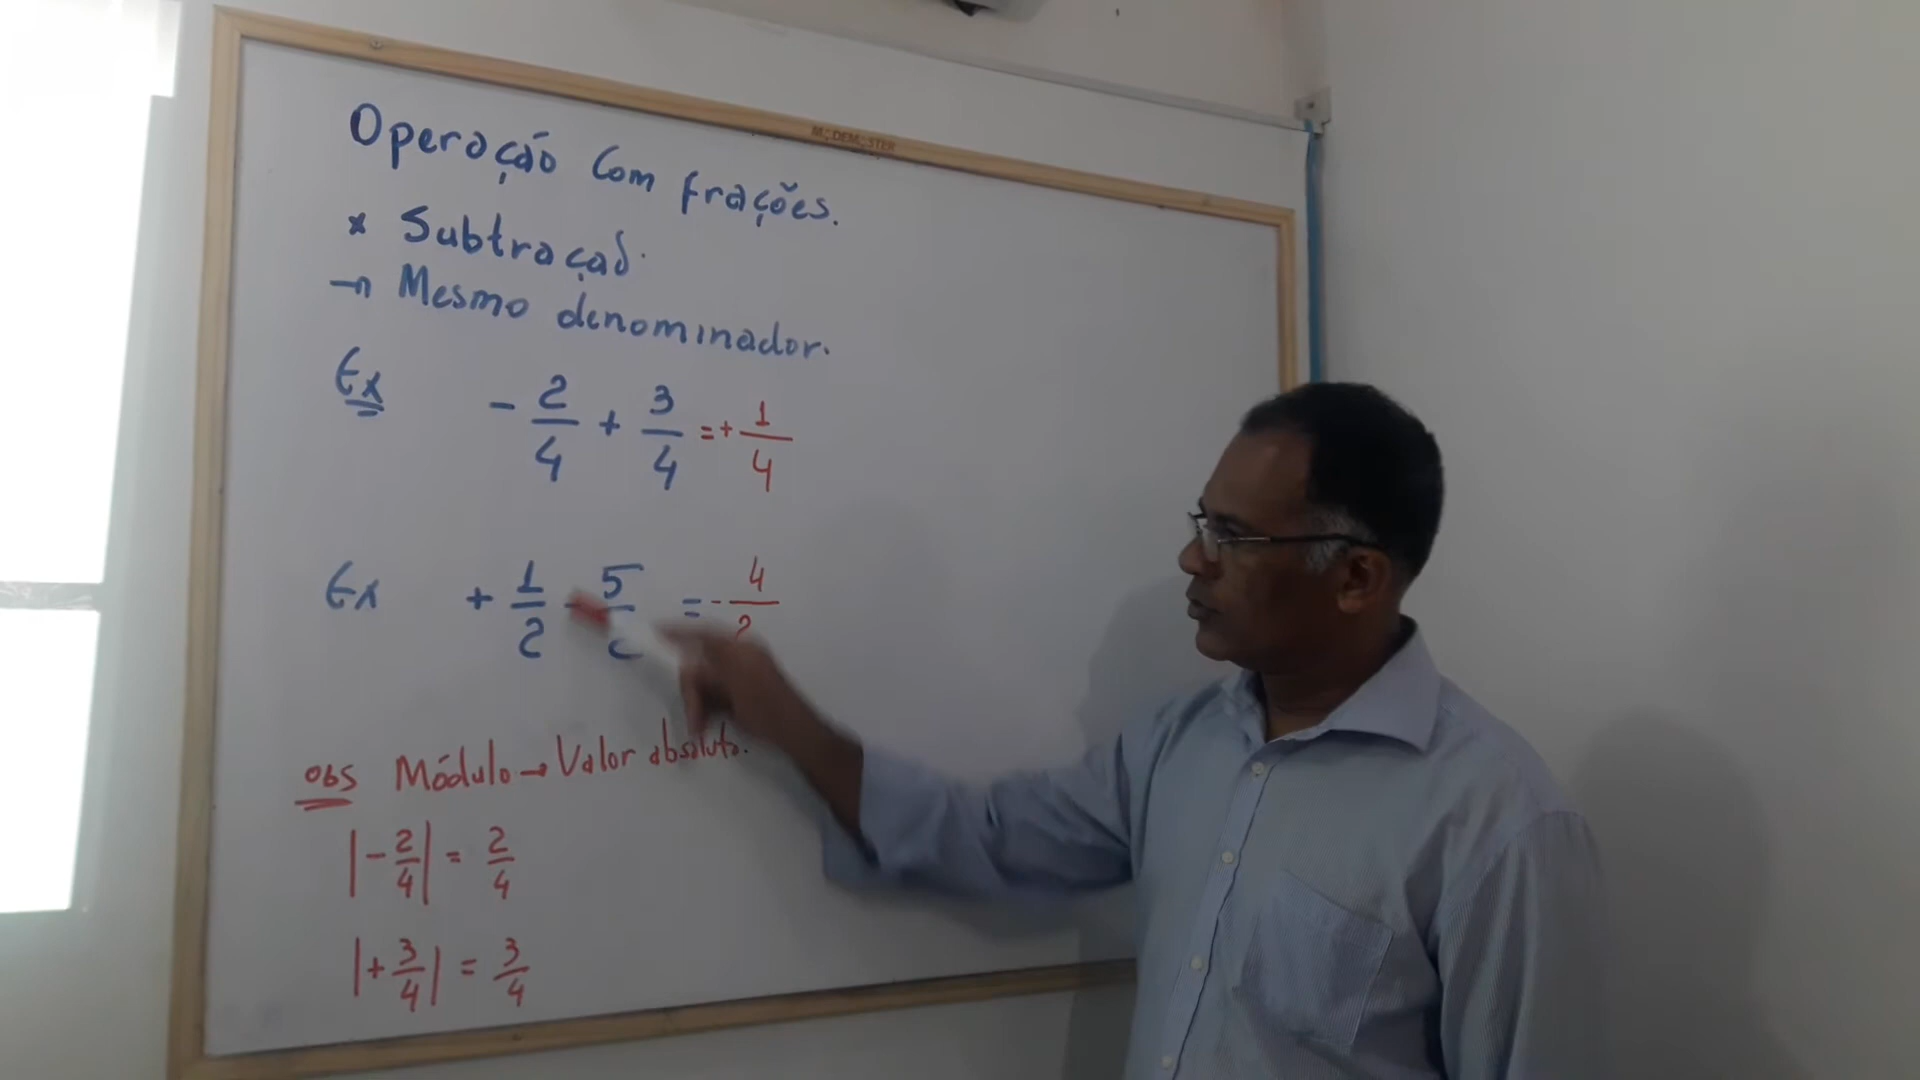 Operação Com frações.
* Subtração.
→ Mesmo denominador.
Ex - 2/4 + 3/4 = + 1/4
Ex + 1/2 - 5/2 = - 4/2
obs Módulo → Valor absoluto.
|- 2/4| = 2/4
|+ 3/4| = 3/4